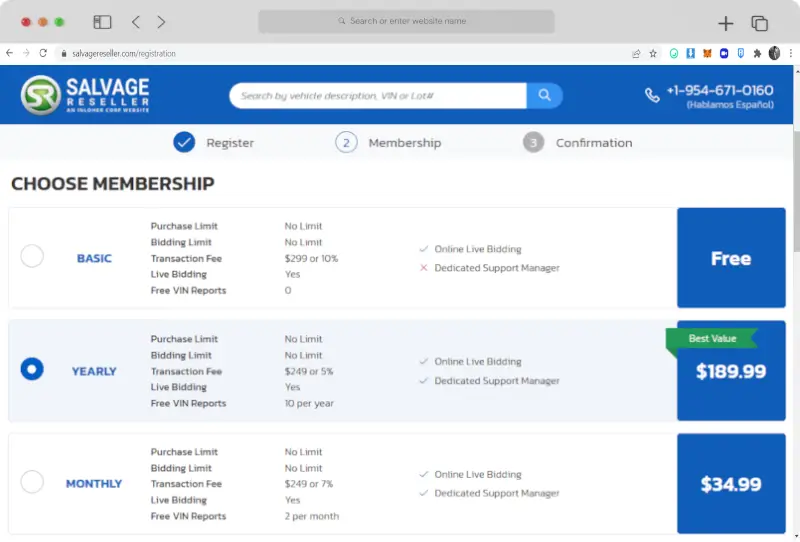 Search or enter website name
salvagereseller.com/registration
SR
SALVAGE
RESELLER
AN INLOHER CORP WEBSITE
Search by vehicle description, VIN or Lot#
+1-954-671-0160
(Hablamos Español)
Register
2 Membership
3 Confirmation
CHOOSE MEMBERSHIP
BASIC
Purchase Limit No Limit
Bidding Limit No Limit
Transaction Fee $299 or 10%
Live Bidding Yes
Free VIN Reports 0
Online Live Bidding
Dedicated Support Manager
Free
YEARLY
Purchase Limit No Limit
Bidding Limit No Limit
Transaction Fee $249 or 5%
Live Bidding Yes
Free VIN Reports 10 per year
Online Live Bidding
Dedicated Support Manager
Best Value
$189.99
MONTHLY
Purchase Limit No Limit
Bidding Limit No Limit
Transaction Fee $249 or 7%
Live Bidding Yes
Free VIN Reports 2 per month
Online Live Bidding
Dedicated Support Manager
$34.99